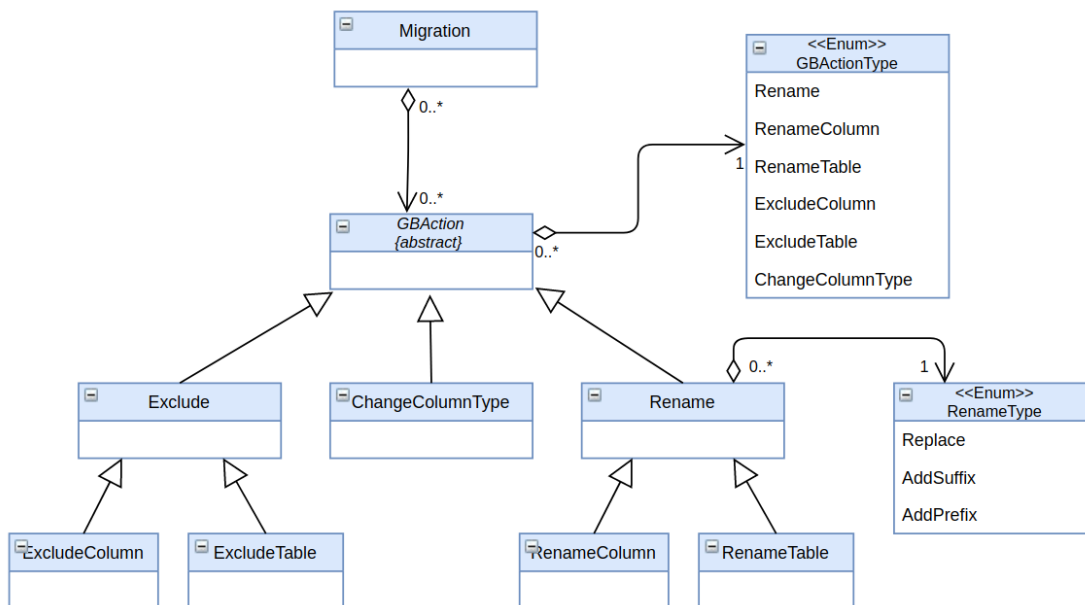 Migration
0..*
0..*
GBAction
{abstract}
0..*
1
<<Enum>>
GBActionType
Rename
RenameColumn
RenameTable
ExcludeColumn
ExcludeTable
ChangeColumnType
Exclude
ChangeColumnType
Rename
0..*
1
<<Enum>>
RenameType
Replace
AddSuffix
AddPrefix
ExcludeColumn
ExcludeTable
RenameColumn
RenameTable